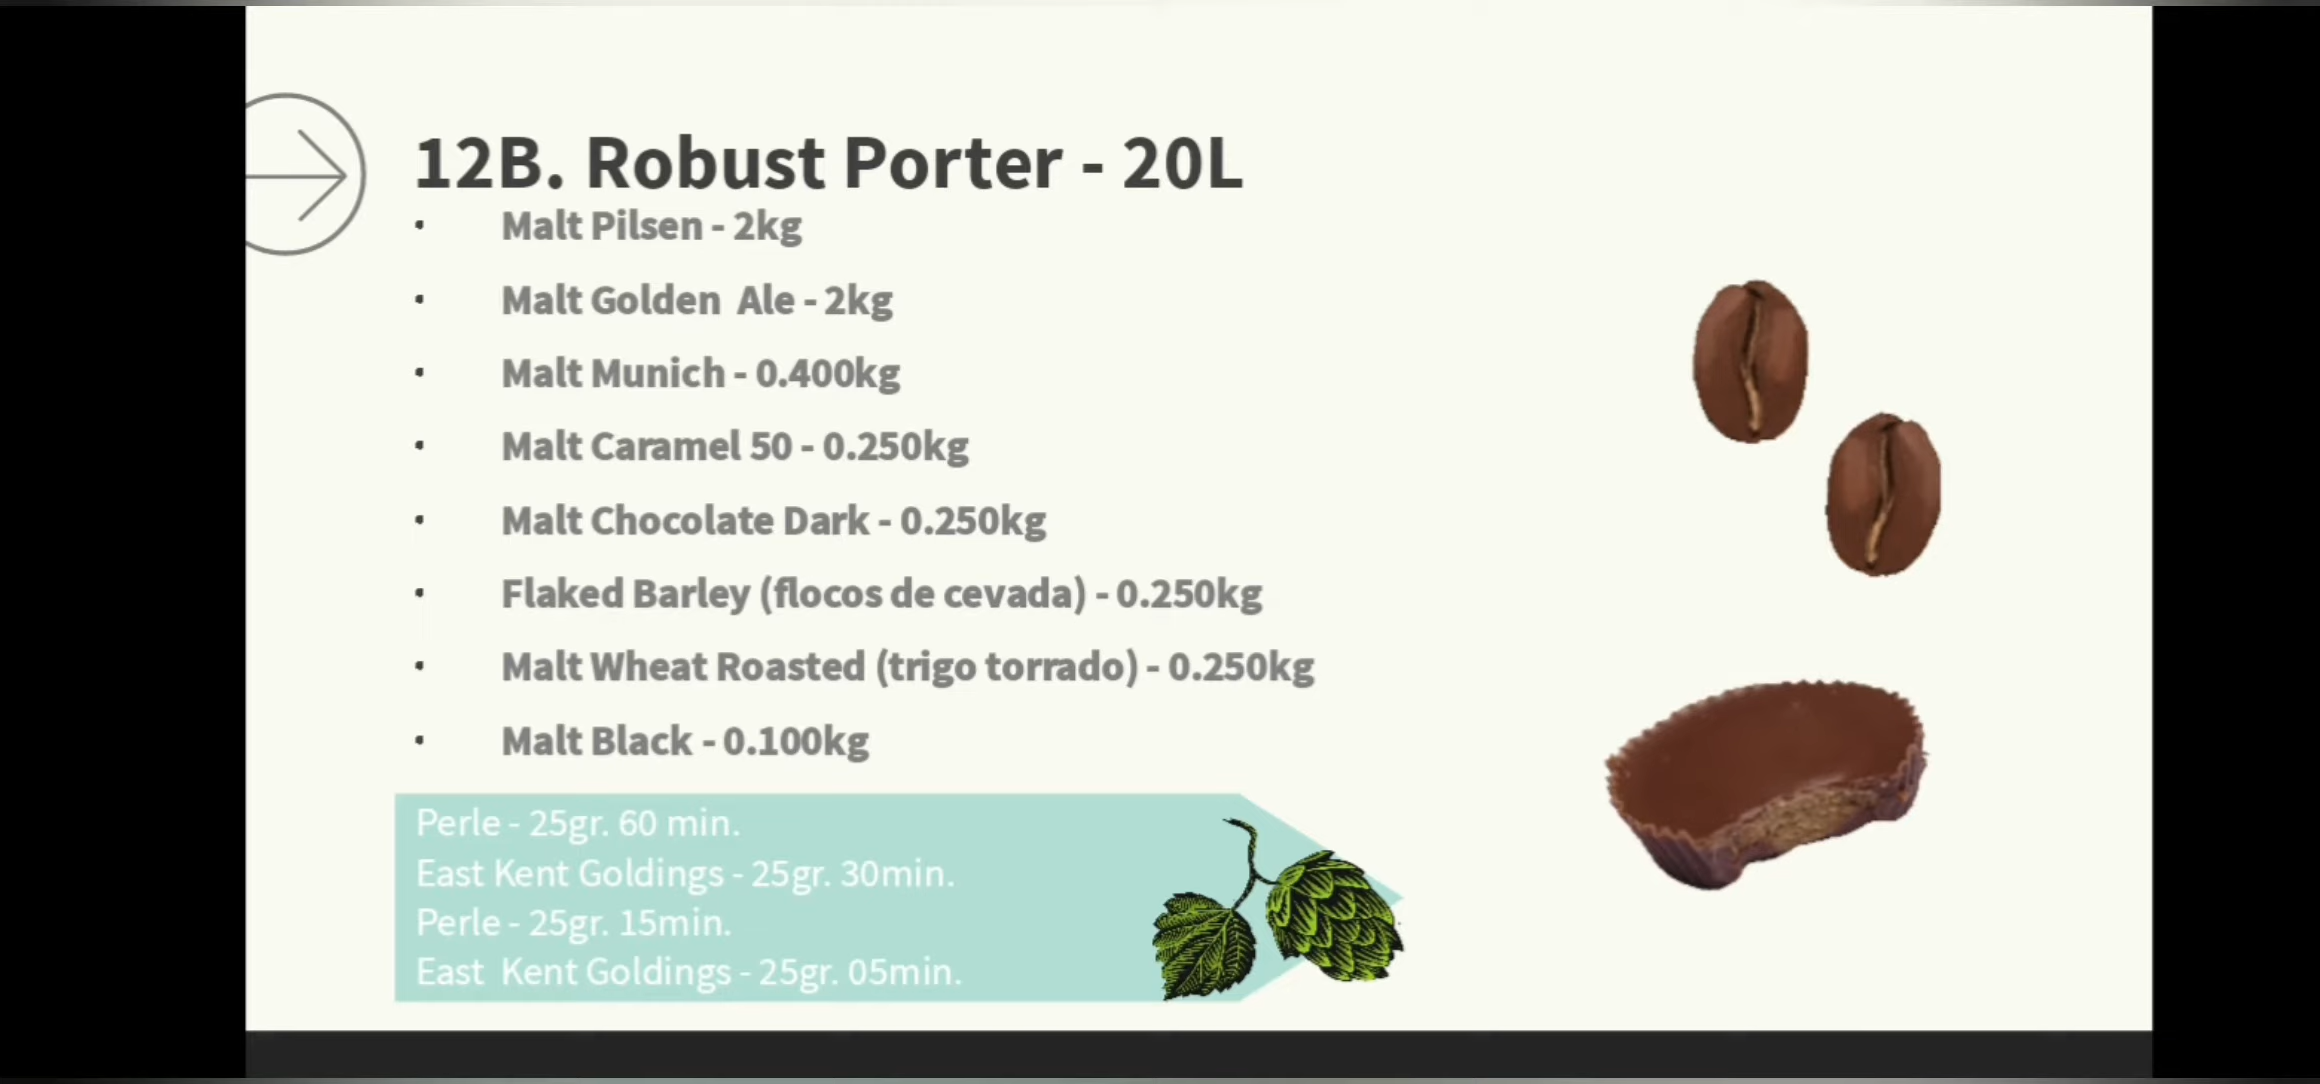 12B. Robust Porter - 20L
• Malt Pilsen - 2kg
• Malt Golden  Ale - 2kg
• Malt Munich - 0.400kg
• Malt Caramel 50 - 0.250kg
• Malt Chocolate Dark - 0.250kg
• Flaked Barley (flocos de cevada) - 0.250kg
• Malt Wheat Roasted (trigo torrado) - 0.250kg
• Malt Black - 0.100kg
Perle - 25gr. 60 min.
East Kent Goldings - 25gr. 30min.
Perle - 25gr. 15min.
East  Kent Goldings - 25gr. 05min.